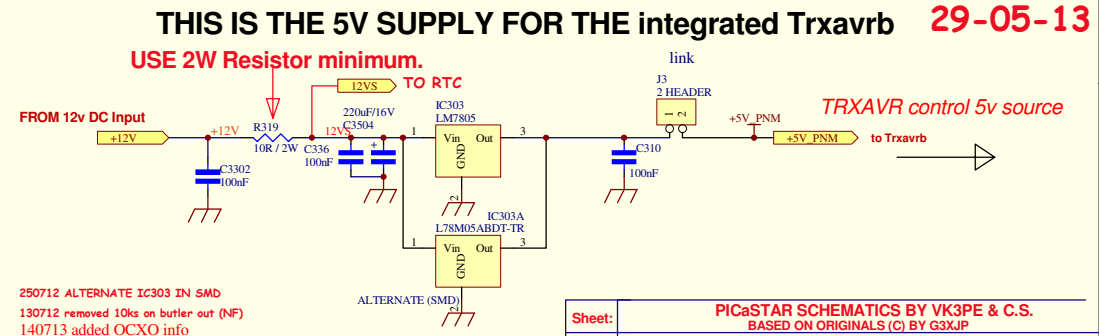 THIS IS THE 5V SUPPLY FOR THE integrated Trxavrb
29-05-13
USE 2W Resistor minimum.
link
12VS
TO RTC
J3
2 HEADER
FROM 12v DC Input
220uF/16V
C3504
IC303
LM7805
TRXAVR control 5v source
+12V
+12V
R319
10R / 2W
12VS
C336
100nF
+
1
Vin
Out
GND
3
2
1
2
C310
100nF
+5V_PNM
+5V_PNM
to Trxavrb
C3302
100nF
IC303A
L78M05ABDT-TR
1
Vin
Out
GND
3
2
ALTERNATE (SMD)
250712 ALTERNATE IC303 IN SMD
130712 removed 10ks on butler out (NF)
140713 added OCXO info
Sheet:
PICaSTAR SCHEMATICS BY VK3PE & C.S.
BASED ON ORIGINALS (C) BY G3XJP